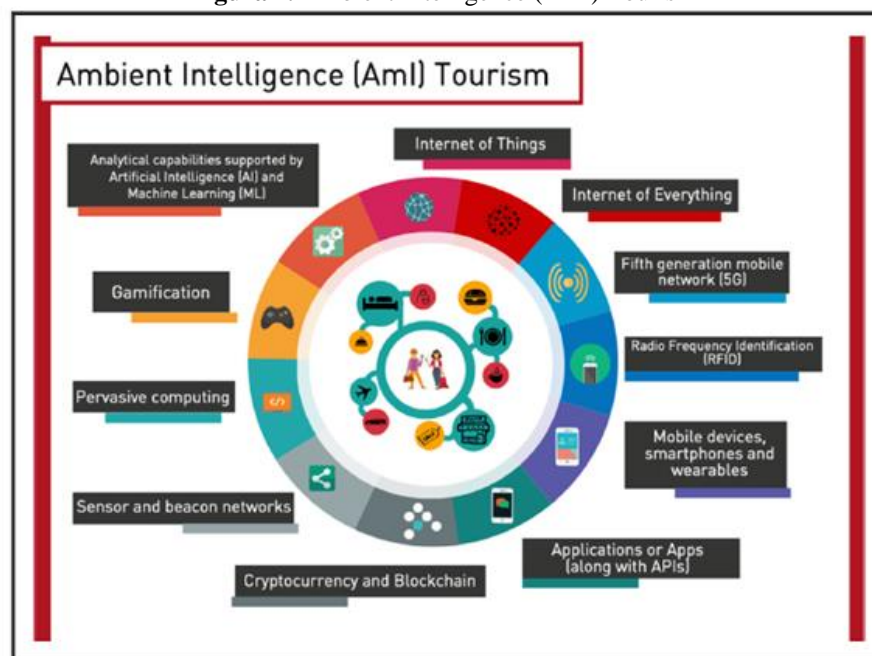 Ambient Intelligence (AmI) Tourism
Internet of Things
Analytical capabilities supported by
Artificial Intelligence (AI) and
Machine Learning (ML)
Internet of Everything
Fifth generation mobile
network (5G)
Gamification
Radio Frequency Identification
(RFID)
Pervasive computing
Mobile devices,
smartphones and
wearables
Sensor and beacon networks
Applications or Apps
(along with APIs)
Cryptocurrency and Blockchain